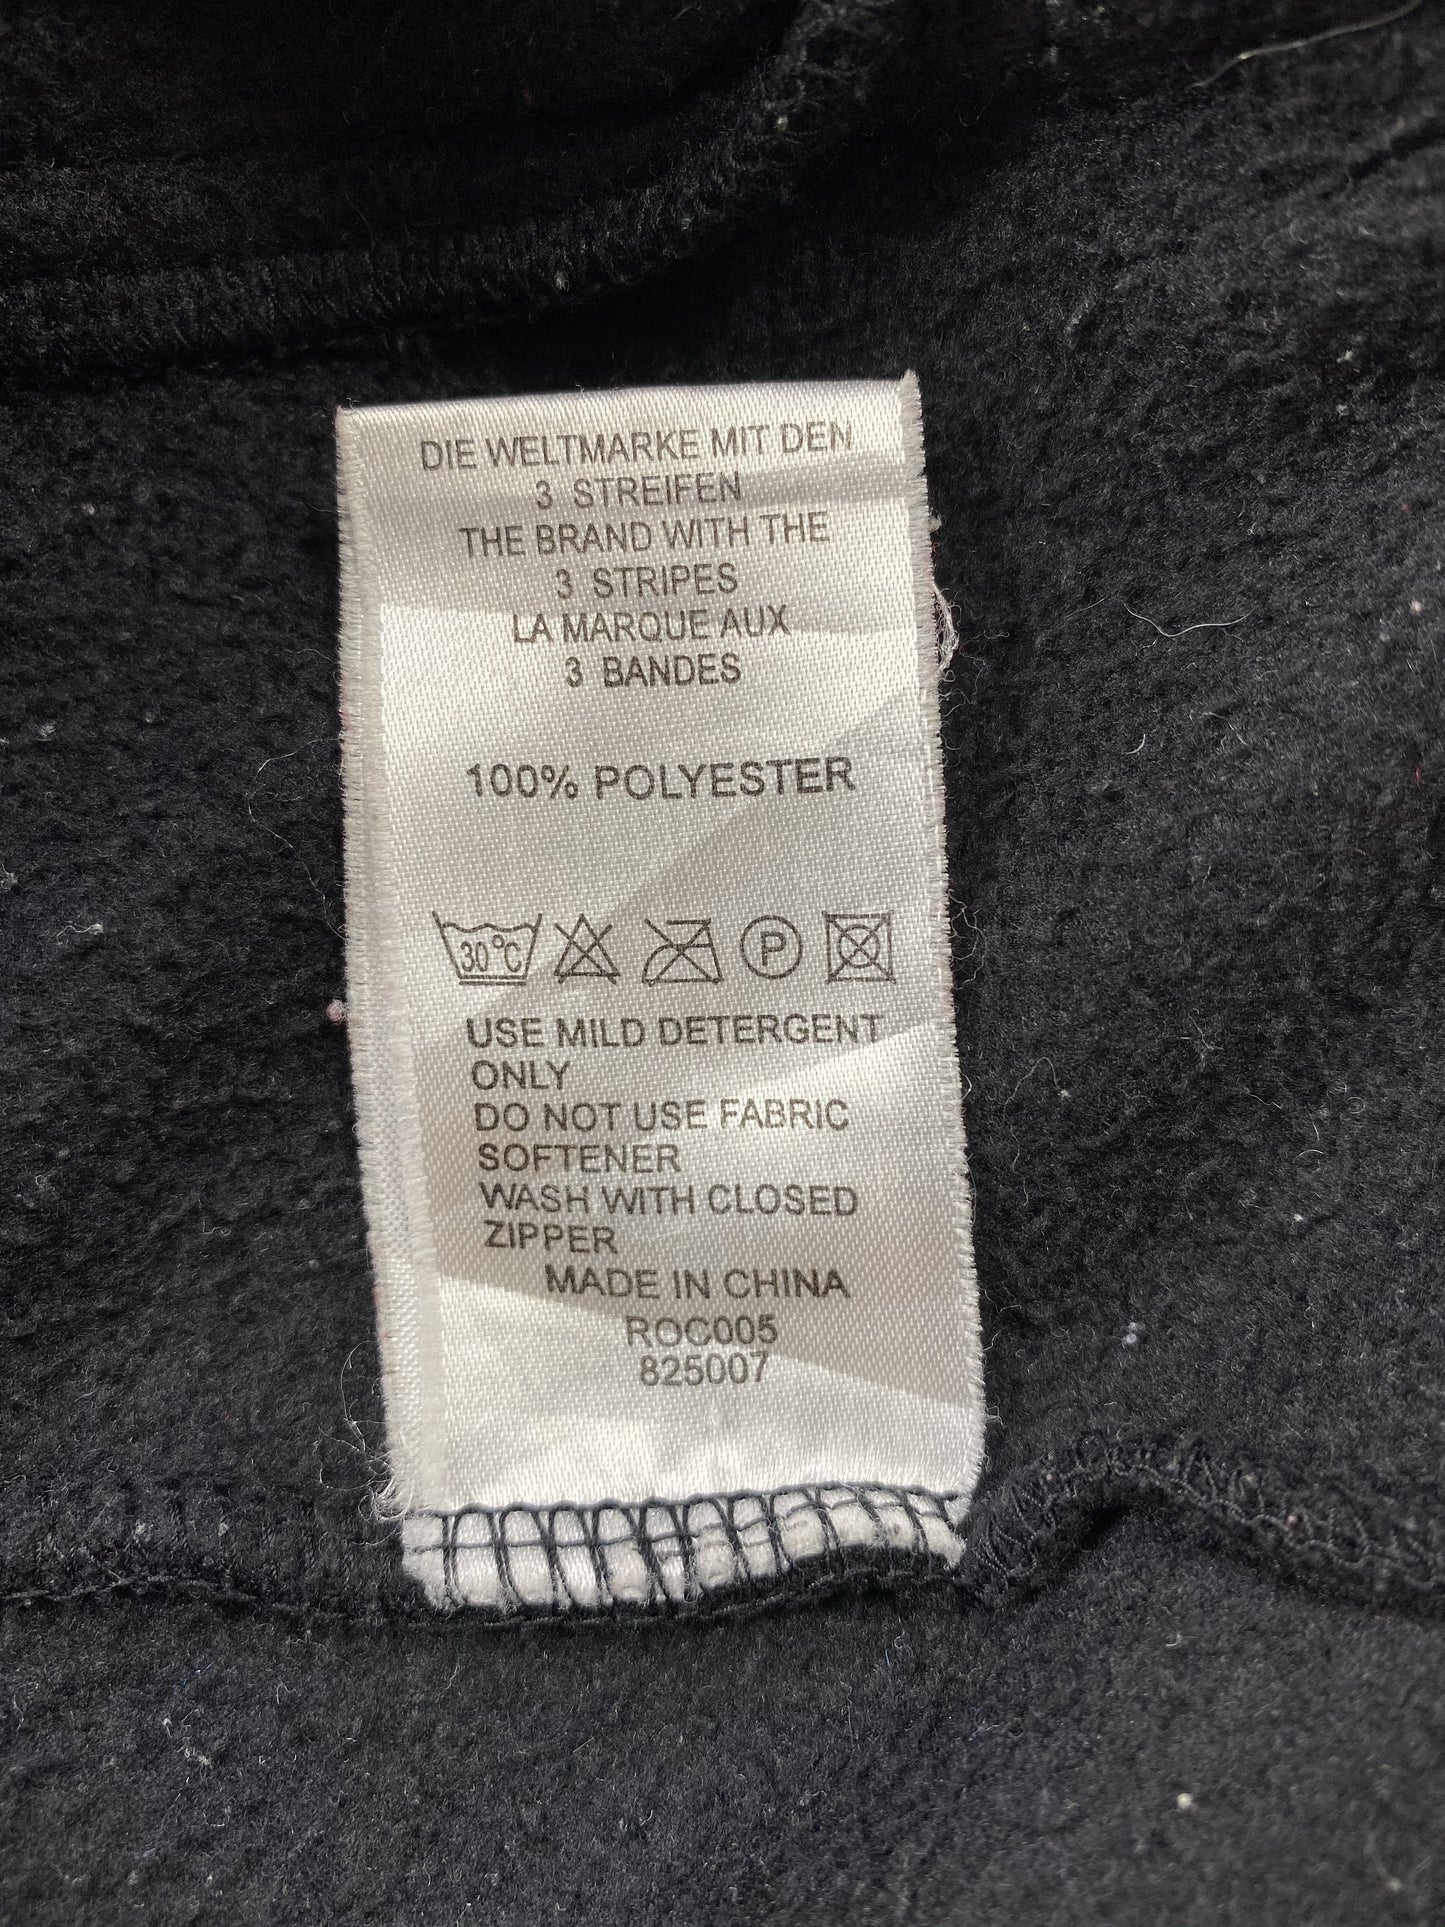 DIE WELTMARKE MIT DEN
3 STREIFEN
THE BRAND WITH THE
3 STRIPES
LA MARQUE AUX
3 BANDES
100% POLYESTER
30°C P
USE MILD DETERGENT
ONLY
DO NOT USE FABRIC
SOFTENER
WASH WITH CLOSED
ZIPPER
MADE IN CHINA
ROC005
825007